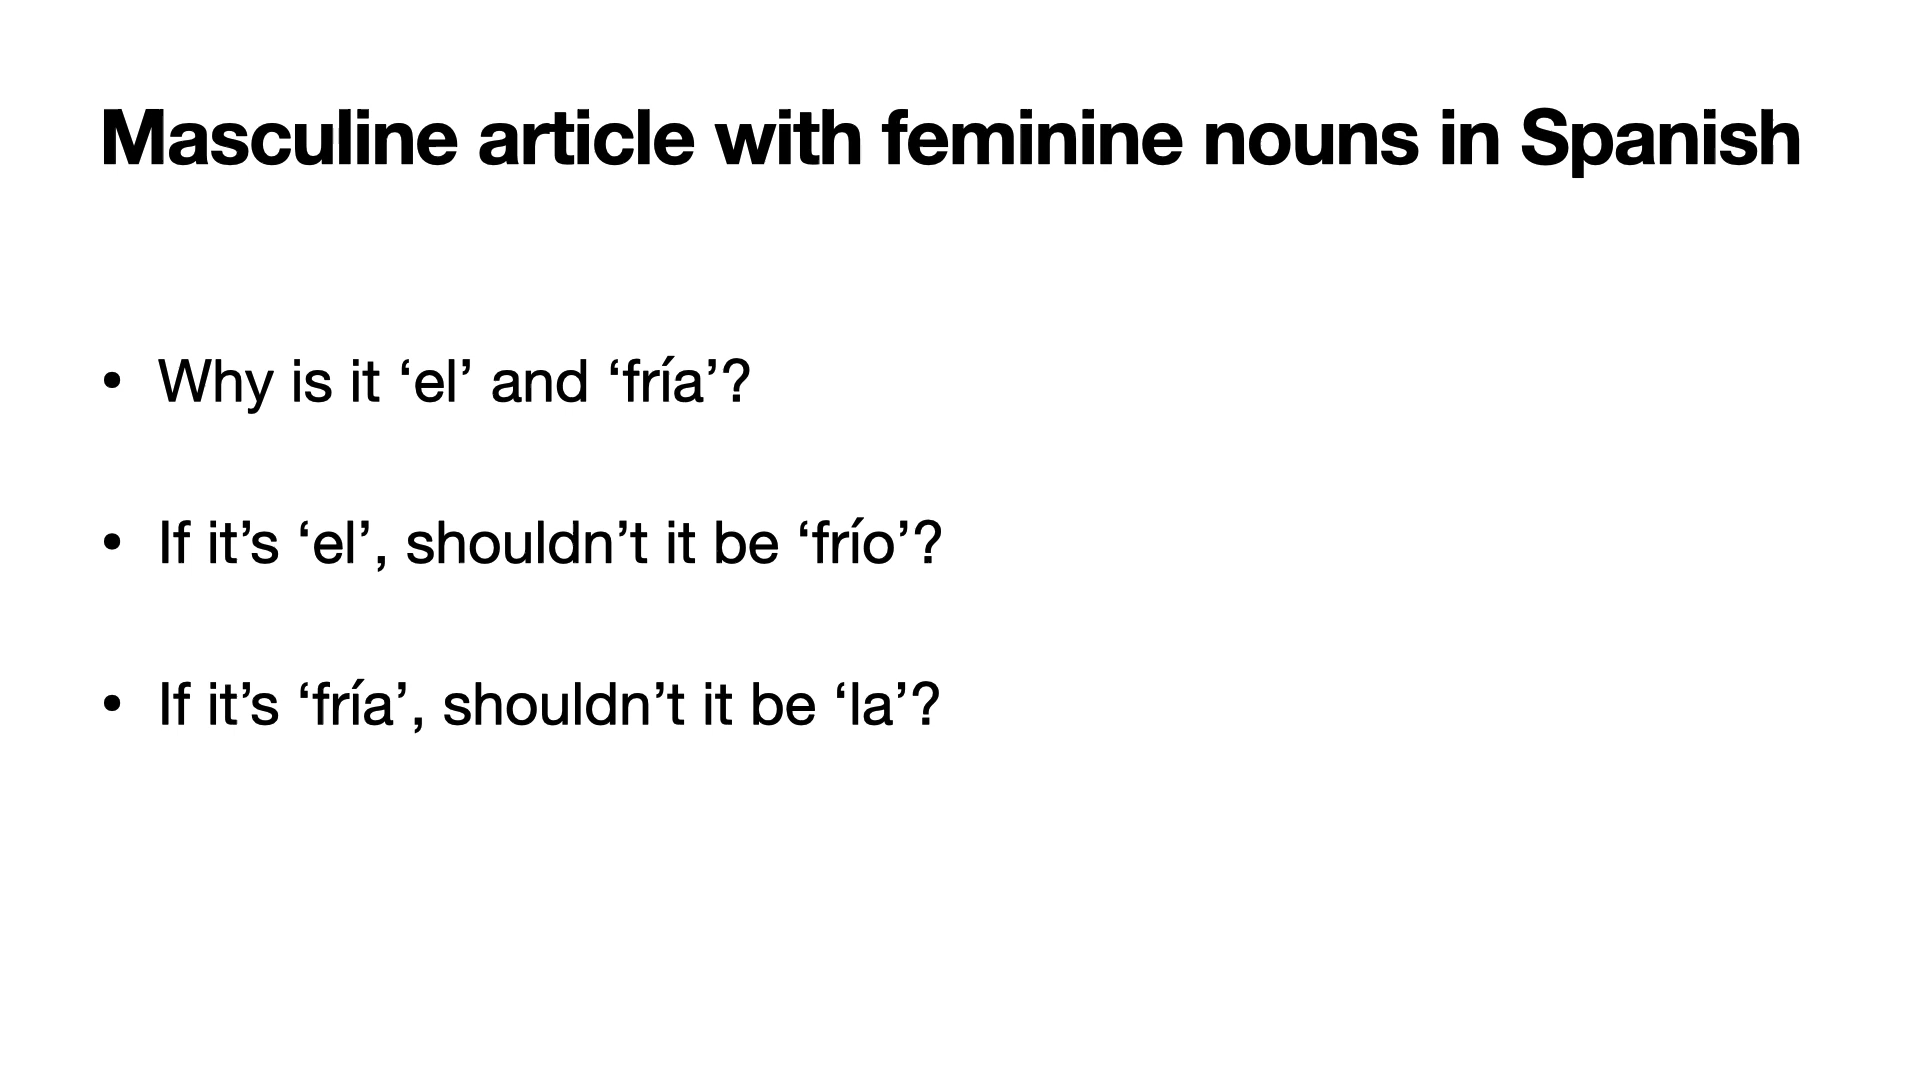 Masculine article with feminine nouns in Spanish
• Why is it ‘el’ and ‘fría’?
• If it’s ‘el’, shouldn’t it be ‘frío’?
• If it’s ‘fría’, shouldn’t it be ‘la’?